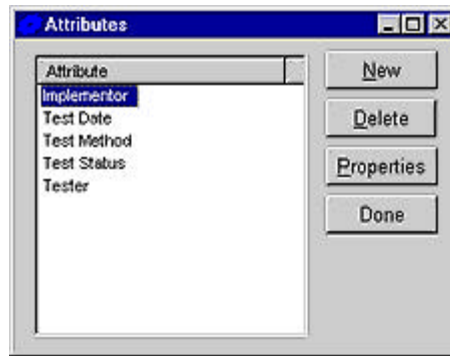 Attributes
Attribute
Implementor
Test Date
Test Method
Test Status
Tester
New
Delete
Properties
Done